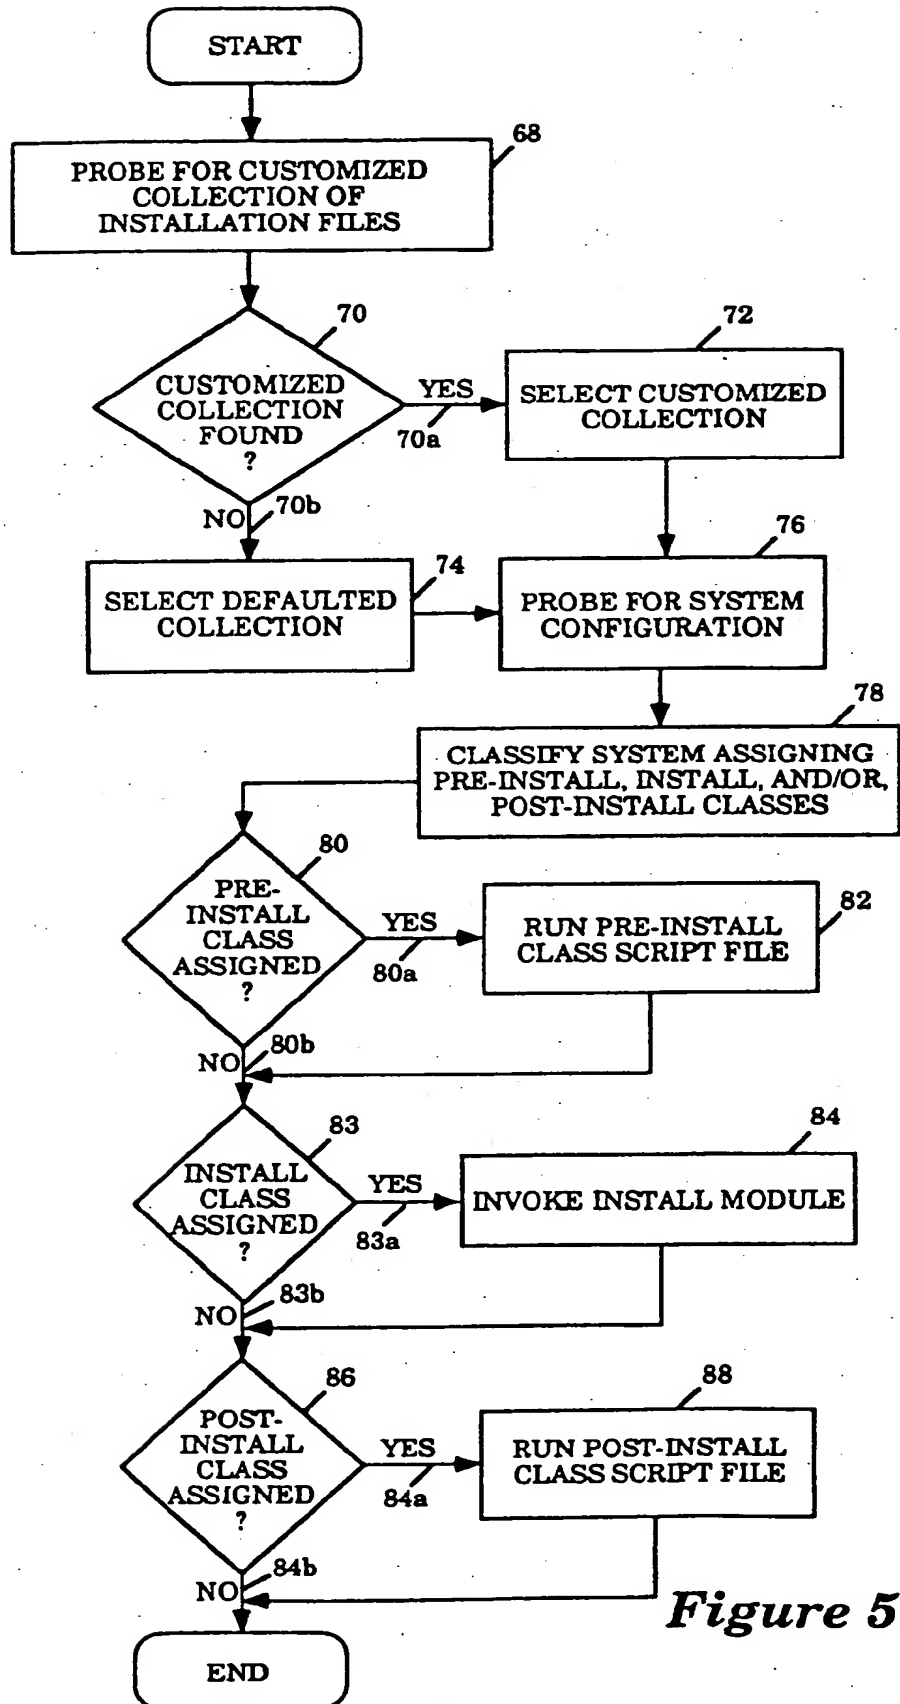 START
68
PROBE FOR CUSTOMIZED
COLLECTION OF
INSTALLATION FILES
70
72
CUSTOMIZED
COLLECTION
FOUND
?
YES
70a
SELECT CUSTOMIZED
COLLECTION
NO
70b
74
76
SELECT DEFAULTED
COLLECTION
PROBE FOR SYSTEM
CONFIGURATION
78
CLASSIFY SYSTEM ASSIGNING
PRE-INSTALL, INSTALL, AND/OR,
POST-INSTALL CLASSES
80
PRE-
INSTALL
CLASS
ASSIGNED
?
YES
80a
82
RUN PRE-INSTALL
CLASS SCRIPT FILE
NO
80b
83
84
INSTALL
CLASS
ASSIGNED
?
YES
83a
INVOKE INSTALL MODULE
NO
83b
86
88
POST-
INSTALL
CLASS
ASSIGNED
?
YES
84a
RUN POST-INSTALL
CLASS SCRIPT FILE
NO
84b
Figure 5
END